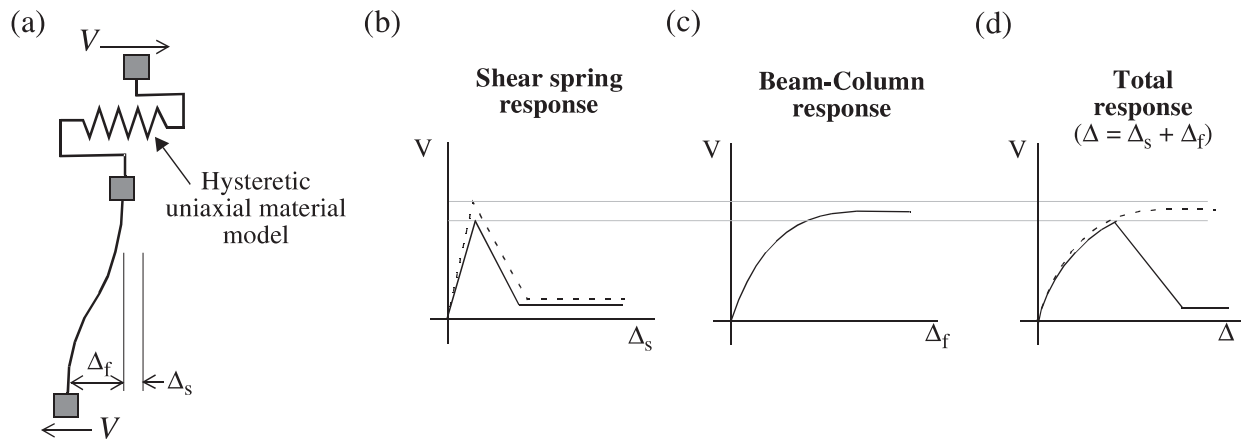 (a)
V
Hysteretic
uniaxial material
model
Δf
Δs
V
(b)
Shear spring
response
V
Δs
(c)
Beam-Column
response
V
Δf
(d)
Total
response
(Δ = Δs + Δf)
V
Δ